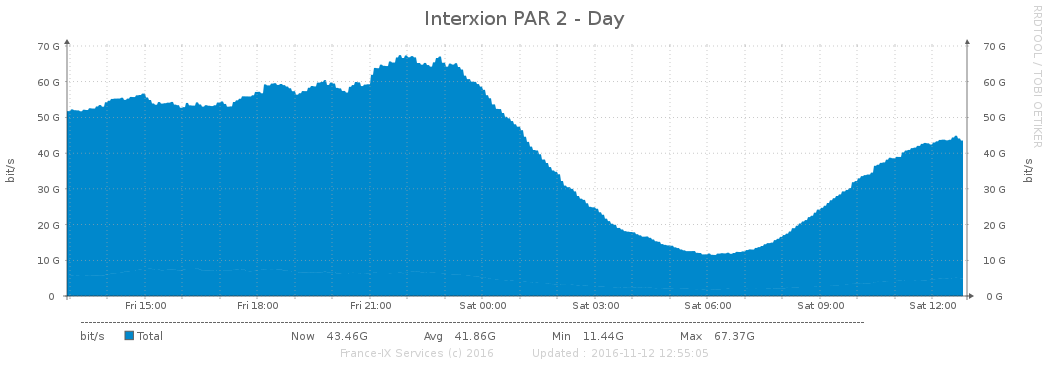 Interxion PAR 2 - Day
RRDTOOL / TOBI OETIKER
bit/s
70 G 70 G
60 G 60 G
50 G 50 G
40 G 40 G
30 G 30 G
20 G 20 G
10 G 10 G
0 0 G
bit/s
Fri 15:00 Fri 18:00 Fri 21:00 Sat 00:00 Sat 03:00 Sat 06:00 Sat 09:00 Sat 12:00
bit/s Total Now 43.46G Avg 41.86G Min 11.44G Max 67.37G
France-IX Services (c) 2016 Updated : 2016-11-12 12:55:05